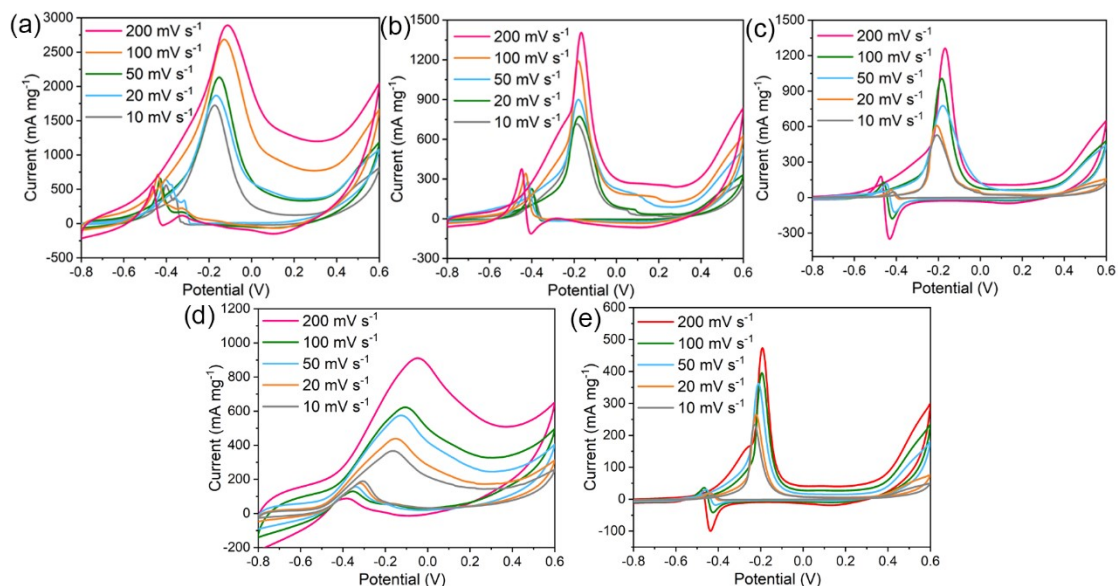 (a)
200 mV s⁻¹
100 mV s⁻¹
50 mV s⁻¹
20 mV s⁻¹
10 mV s⁻¹
3000
2500
2000
1500
1000
500
0
-500
Current (mA mg⁻¹)
-0.8 -0.6 -0.4 -0.2 0.0 0.2 0.4 0.6
Potential (V)
(b)
200 mV s⁻¹
100 mV s⁻¹
50 mV s⁻¹
20 mV s⁻¹
10 mV s⁻¹
1500
1200
900
600
300
0
-300
Current (mA mg⁻¹)
-0.8 -0.6 -0.4 -0.2 0.0 0.2 0.4 0.6
Potential (V)
(c)
200 mV s⁻¹
100 mV s⁻¹
50 mV s⁻¹
20 mV s⁻¹
10 mV s⁻¹
1500
1200
900
600
300
0
-300
Current (mA mg⁻¹)
-0.8 -0.6 -0.4 -0.2 0.0 0.2 0.4 0.6
Potential (V)
(d)
200 mV s⁻¹
100 mV s⁻¹
50 mV s⁻¹
20 mV s⁻¹
10 mV s⁻¹
1200
1000
800
600
400
200
0
-200
Current (mA mg⁻¹)
-0.8 -0.6 -0.4 -0.2 0.0 0.2 0.4 0.6
Potential (V)
(e)
200 mV s⁻¹
100 mV s⁻¹
50 mV s⁻¹
20 mV s⁻¹
10 mV s⁻¹
600
500
400
300
200
100
0
-100
Current (mA mg⁻¹)
-0.8 -0.6 -0.4 -0.2 0.0 0.2 0.4 0.6
Potential (V)